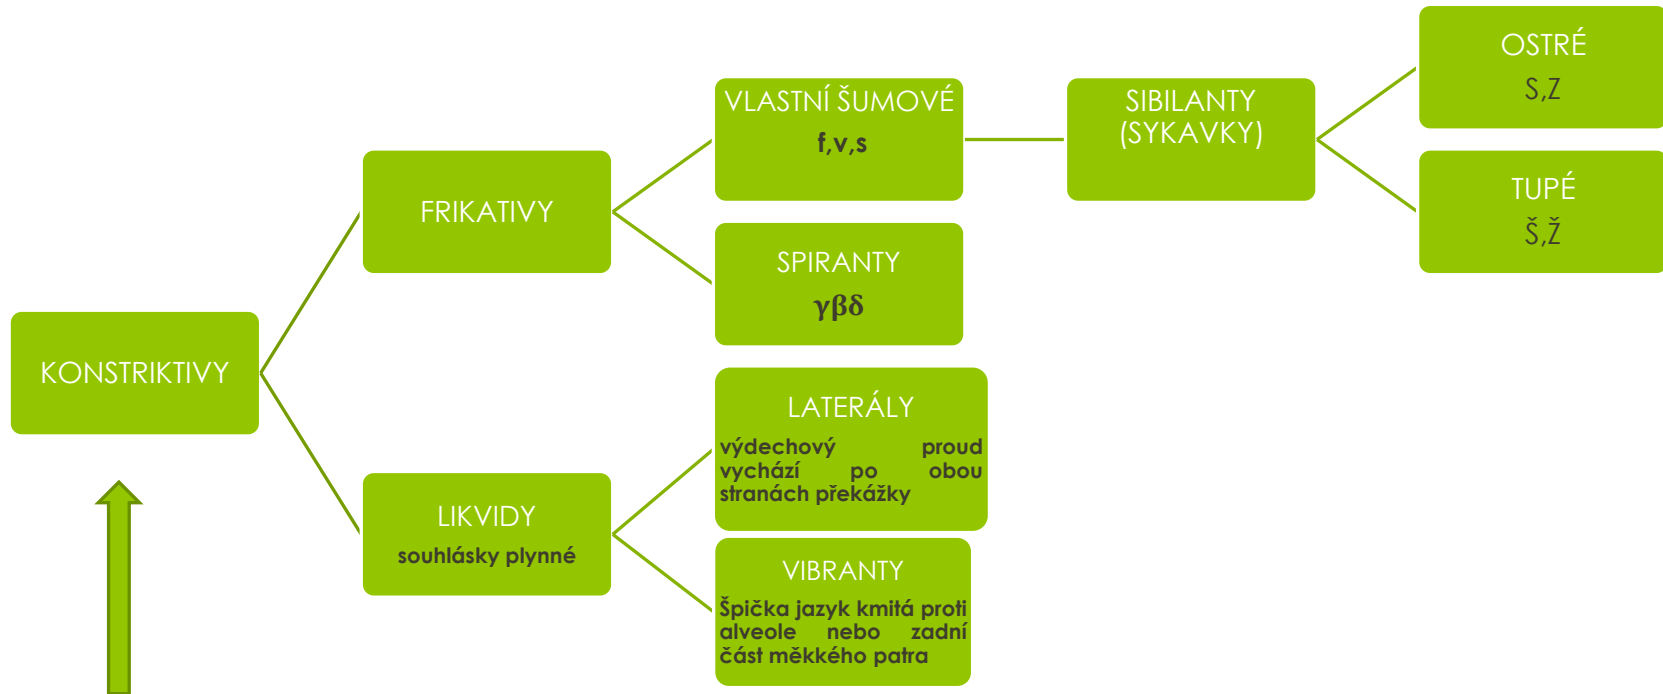 KONSTRIKTIVY
FRIKATIVY
VLASTNÍ ŠUMOVÉ
f,v,s
SIBILANTY
(SYKAVKY)
OSTRÉ
S,Z
TUPÉ
Š,Ž
SPIRANTY
γβδ
LIKVIDY
souhlásky plynné
LATERÁLY
výdechový proud
vychází po obou
stranách překážky
VIBRANTY
Špička jazyk kmitá proti
alveole nebo zadní
část měkkého patra